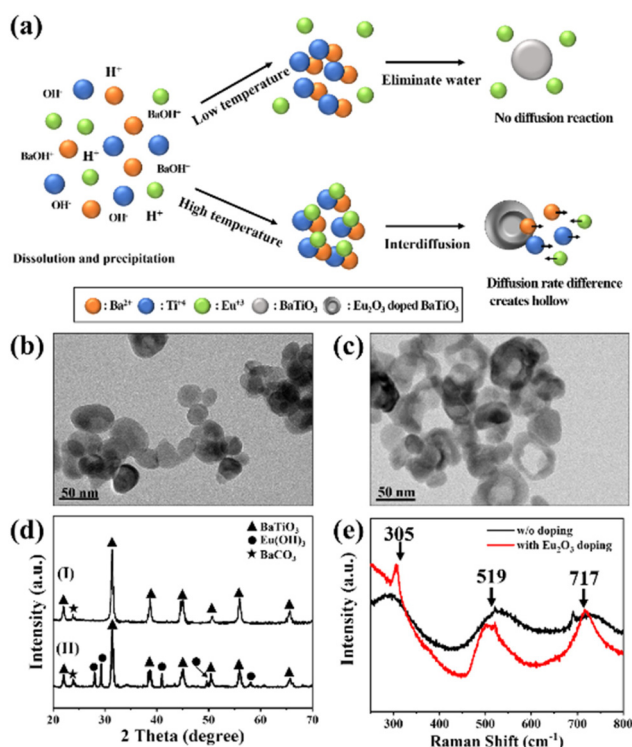 (a)
H⁺
OH⁻
BaOH⁺
BaOH⁺
H⁺
BaOH⁺
OH⁻
OH⁻
H⁺
Dissolution and precipitation
Low temperature
High temperature
Eliminate water
No diffusion reaction
Interdiffusion
Diffusion rate difference
creates hollow
: Ba²⁺ : Ti⁺⁴ : Eu⁺³ : BaTiO₃ : Eu₂O₃ doped BaTiO₃
(b)
50 nm
(c)
50 nm
(d)
▲ BaTiO₃
● Eu(OH)₃
★ BaCO₃
(I)
(II)
Intensity (a.u.)
20 30 40 50 60 70
2 Theta (degree)
(e)
w/o doping
with Eu₂O₃ doping
305
519
717
Intensity (a.u.)
300 400 500 600 700 800
Raman Shift (cm⁻¹)